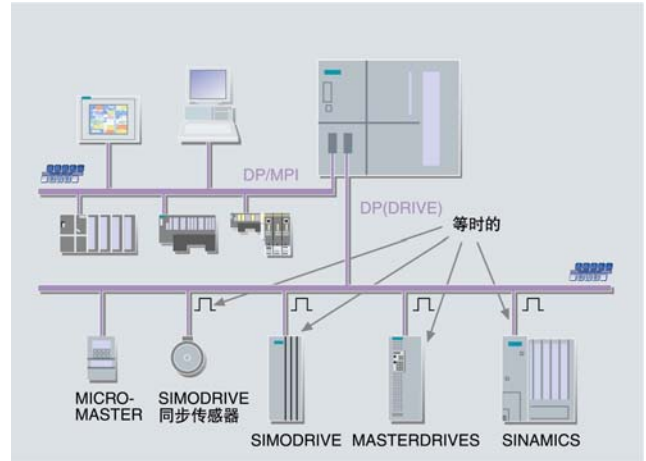 DP/MPI
DP(DRIVE)
等时的
MICRO-
MASTER
SIMODRIVE
同步传感器
SIMODRIVE
MASTERDRIVES
SINAMICS